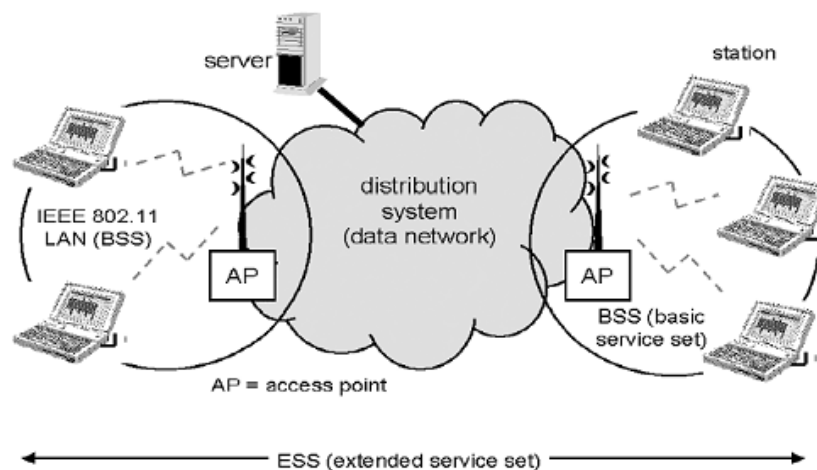 server
station
distribution
system
(data network)
IEEE 802.11
LAN (BSS)
AP
AP
BSS (basic
service set)
AP = access point
ESS (extended service set)